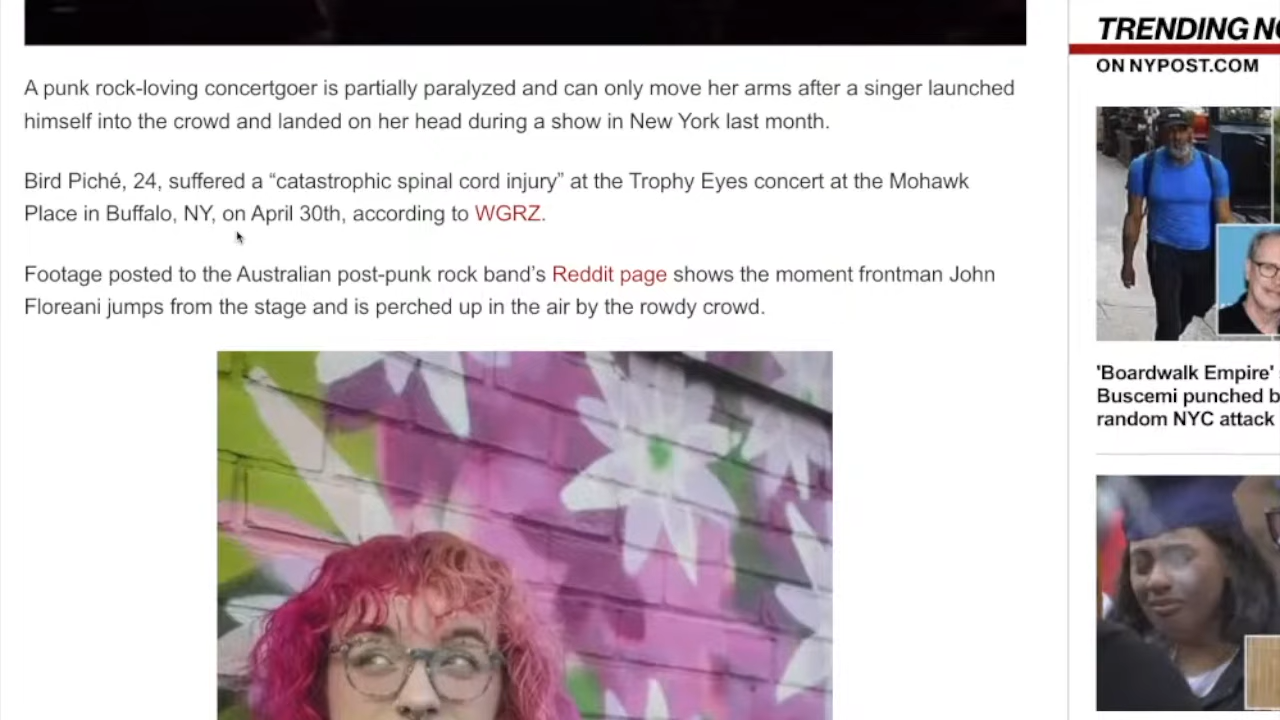 A punk rock-loving concertgoer is partially paralyzed and can only move her arms after a singer launched
himself into the crowd and landed on her head during a show in New York last month.
Bird Piché, 24, suffered a “catastrophic spinal cord injury” at the Trophy Eyes concert at the Mohawk
Place in Buffalo, NY, on April 30th, according to WGRZ.
Footage posted to the Australian post-punk rock band’s Reddit page shows the moment frontman John
Floreani jumps from the stage and is perched up in the air by the rowdy crowd.
TRENDING NO
ON NYPOST.COM
'Boardwalk Empire'
Buscemi punched b
random NYC attack